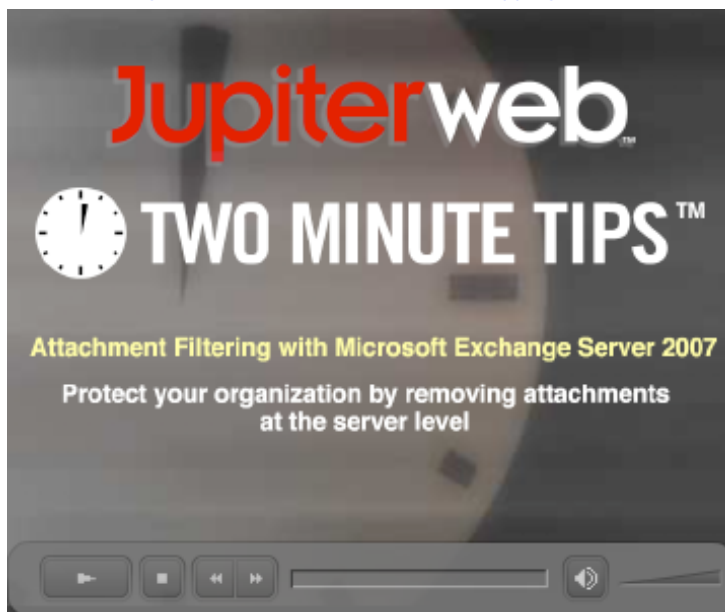 Jupiterweb™
TWO MINUTE TIPS™
Attachment Filtering with Microsoft Exchange Server 2007
Protect your organization by removing attachments
at the server level